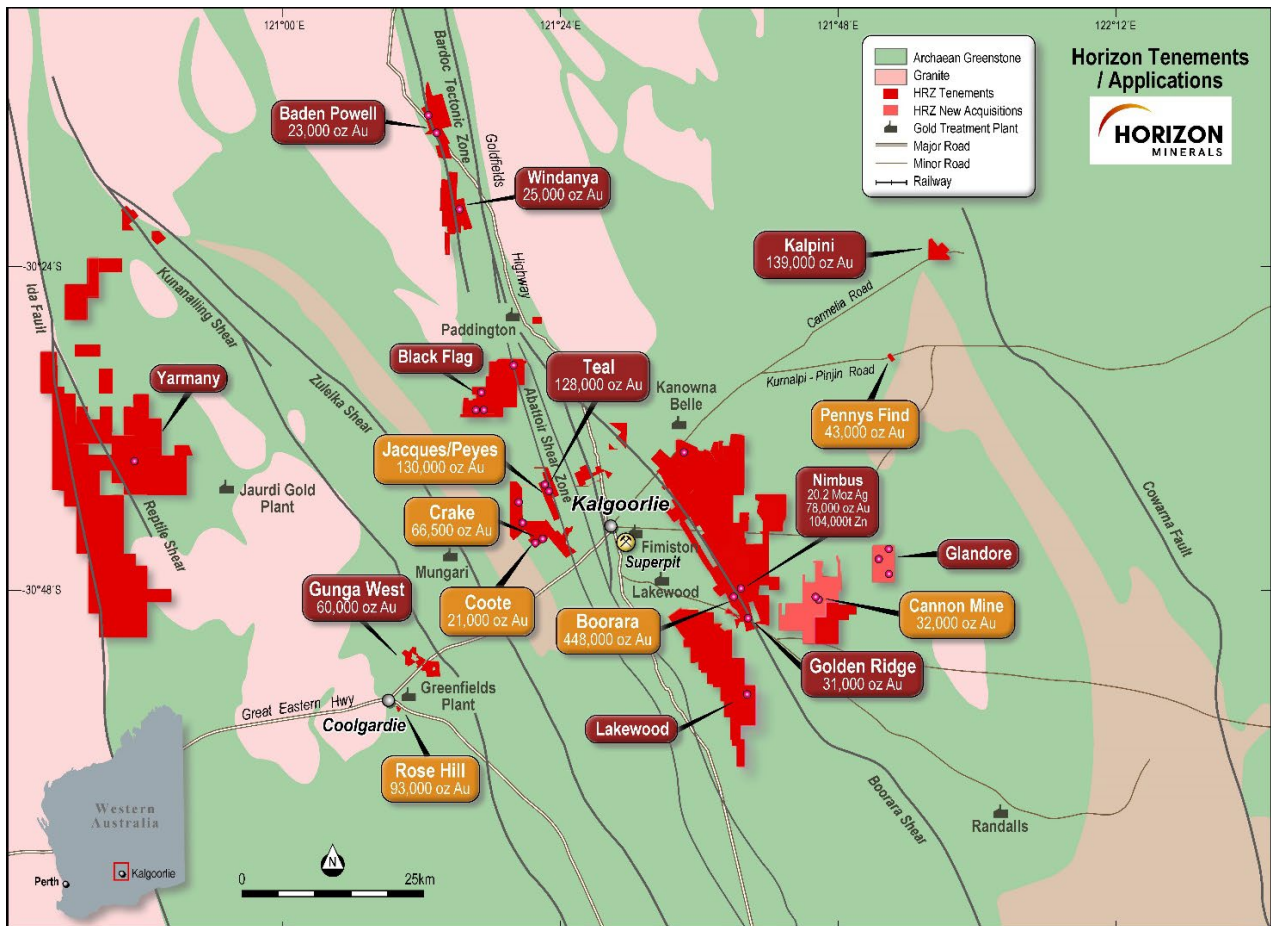 121°00' E
121°24' E
121°48' E
122°12' E
Archaean Greenstone
Granite
HRZ Tenements
HRZ New Acquisitions
Gold Treatment Plant
Major Road
Minor Road
Railway
Horizon Tenements
/ Applications
HORIZON
MINERALS
Bardoc Tectonic Zone
Goldfields
Highway
Baden Powell
23,000 oz Au
Windanya
25,000 oz Au
Kalpini
139,000 oz Au
-30°24' S
Ida Fault
Kunanalling Shear
Carmelia Road
Paddington
Zuleika Shear
Black Flag
Teal
128,000 oz Au
Kurnalpi - Pinjin Road
Yarmany
Abattoir Shear Zone
Kanowna
Belle
Pennys Find
43,000 oz Au
Jacques/Peyes
130,000 oz Au
Nimbus
20.2 Moz Ag
78,000 oz Au
104,000t Zn
Jaurdi Gold
Plant
Reptile Shear
Crake
66,500 oz Au
Kalgoorlie
Cowarna Fault
Fimiston
Superpit
Glandore
Mungari
Lakewood
-30°48' S
Gunga West
60,000 oz Au
Coote
21,000 oz Au
Boorara
448,000 oz Au
Cannon Mine
32,000 oz Au
Golden Ridge
31,000 oz Au
Greenfields
Plant
Great Eastern Hwy
Coolgardie
Lakewood
Rose Hill
93,000 oz Au
Boorara Shear
Randalls
Western
Australia
Perth
Kalgoorlie
N
0
25km